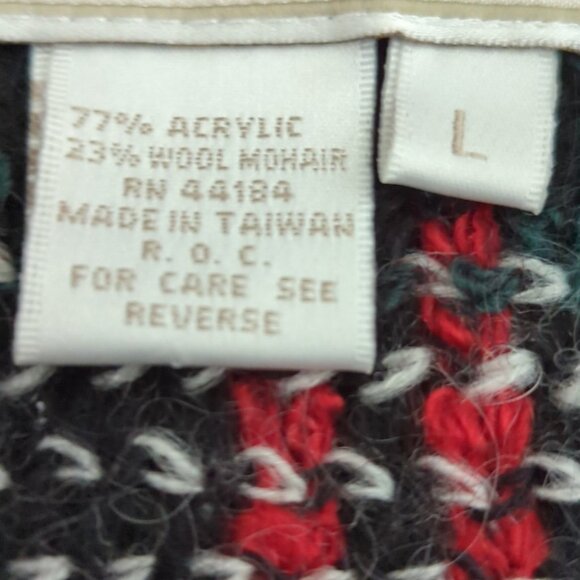 77% ACRYLIC
23% WOOL MOHAIR
RN 44184
MADE IN TAIWAN
R. O. C.
FOR CARE SEE
REVERSE
L